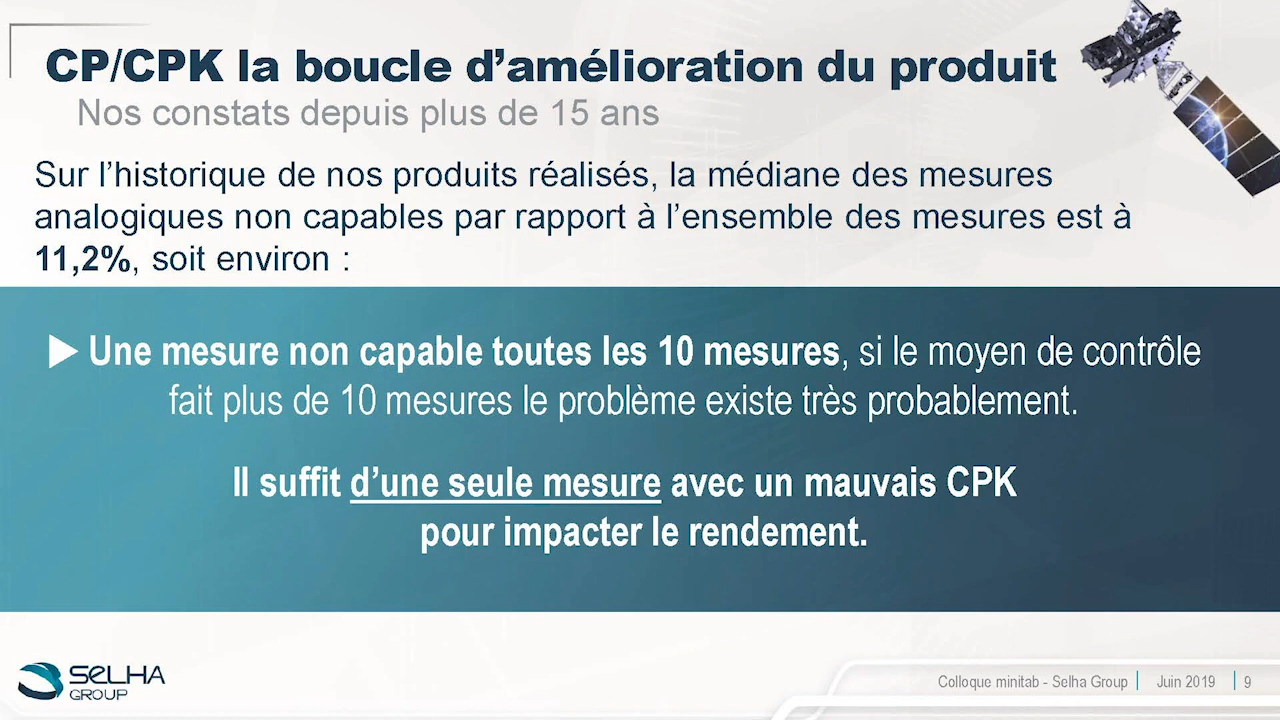 CP/CPK la boucle d’amélioration du produit
Nos constats depuis plus de 15 ans
Sur l’historique de nos produits réalisés, la médiane des mesures
analogiques non capables par rapport à l’ensemble des mesures est à
11,2%, soit environ :
▶ Une mesure non capable toutes les 10 mesures, si le moyen de contrôle
fait plus de 10 mesures le problème existe très probablement.
Il suffit d’une seule mesure avec un mauvais CPK
pour impacter le rendement.
SELHA
GROUP
Colloque minitab - Selha Group | Juin 2019 | 9